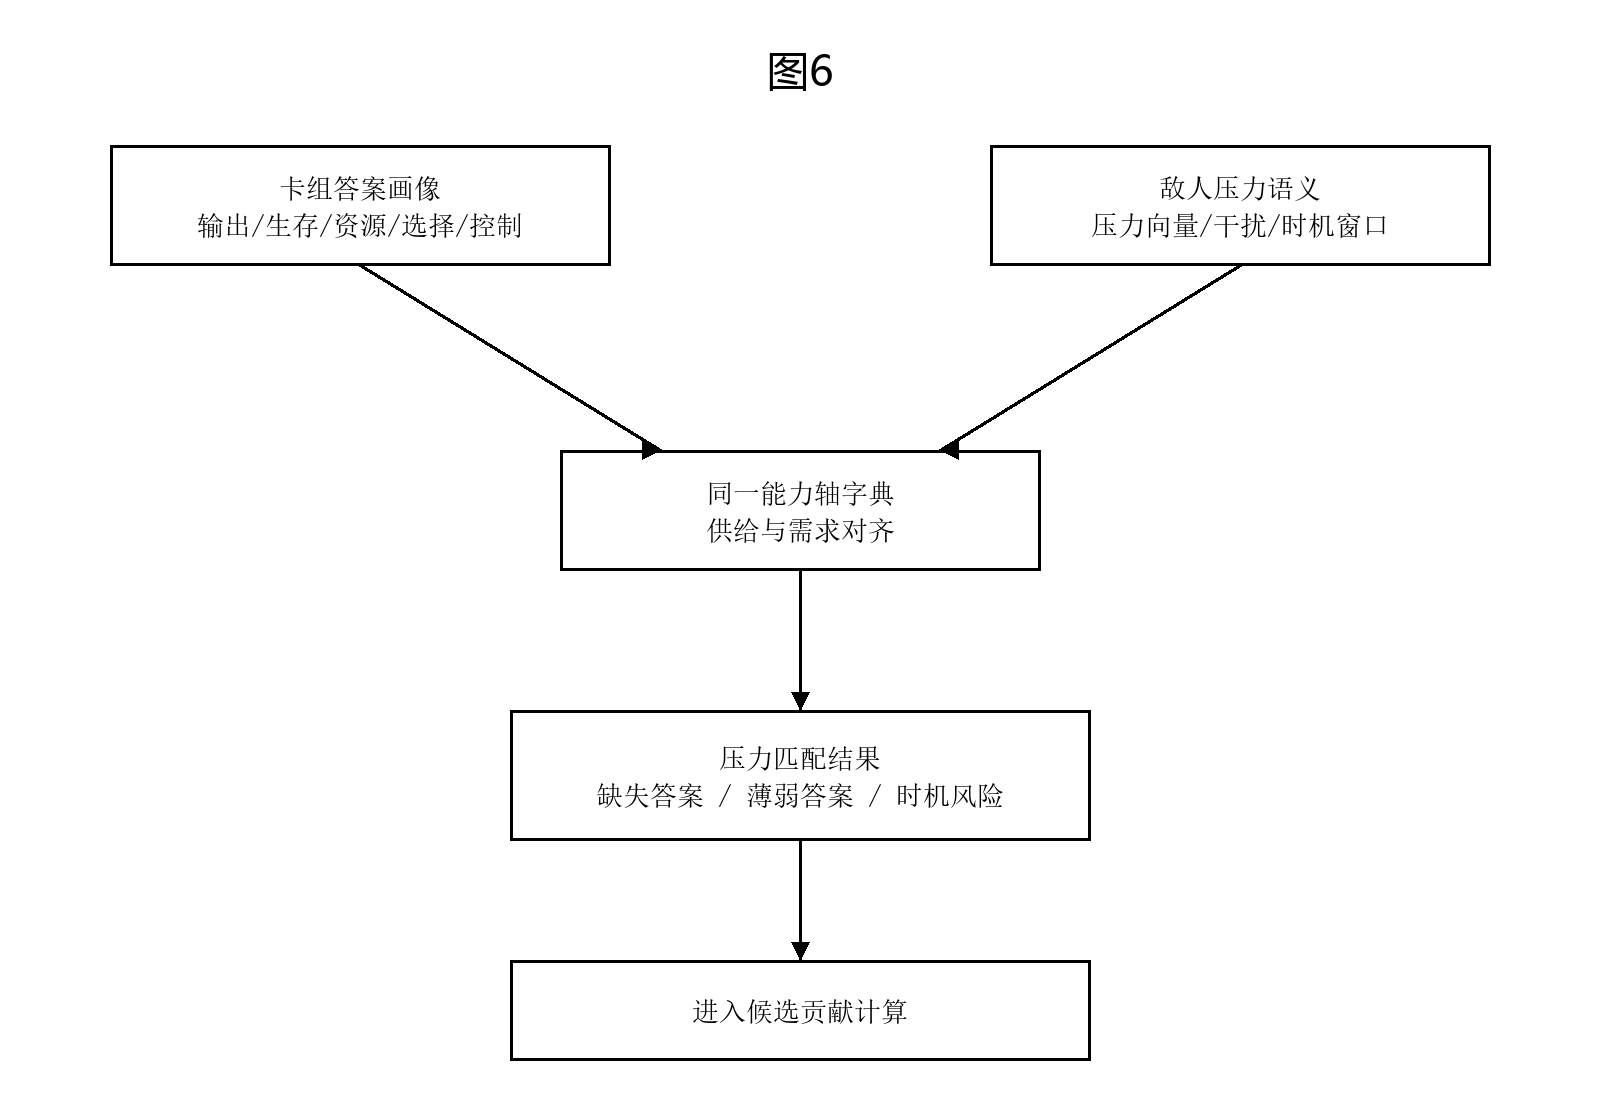 图6
卡组答案画像
输出/生存/资源/选择/控制
敌人压力语义
压力向量/干扰/时机窗口
同一能力轴字典
供给与需求对齐
压力匹配结果
缺失答案 / 薄弱答案 / 时机风险
进入候选贡献计算